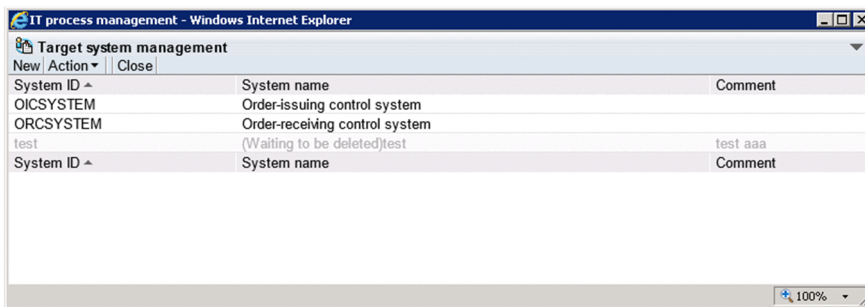 IT process management - Windows Internet Explorer
Target system management
New Action Close
System ID System name Comment
OICSYSTEM Order-issuing control system
ORCSYSTEM Order-receiving control system
test (Waiting to be deleted)test test aaa
System ID System name Comment
100%